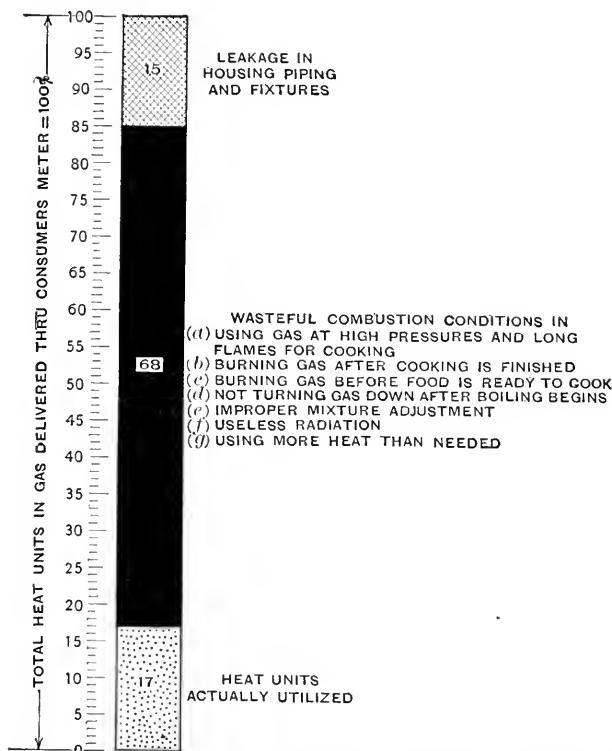 TOTAL HEAT UNITS IN GAS DELIVERED THRU CONSUMERS METER = 100%
100
95
90
85
80
75
70
65
60
55
50
45
40
35
30
25
20
15
10
5
0
15
LEAKAGE IN
HOUSING PIPING
AND FIXTURES
68
WASTEFUL COMBUSTION CONDITIONS IN
(a) USING GAS AT HIGH PRESSURES AND LONG
FLAMES FOR COOKING
(b) BURNING GAS AFTER COOKING IS FINISHED
(c) BURNING GAS BEFORE FOOD IS READY TO COOK
(d) NOT TURNING GAS DOWN AFTER BOILING BEGINS
(e) IMPROPER MIXTURE ADJUSTMENT
(f) USELESS RADIATION
(g) USING MORE HEAT THAN NEEDED
17
HEAT UNITS
ACTUALLY UTILIZED